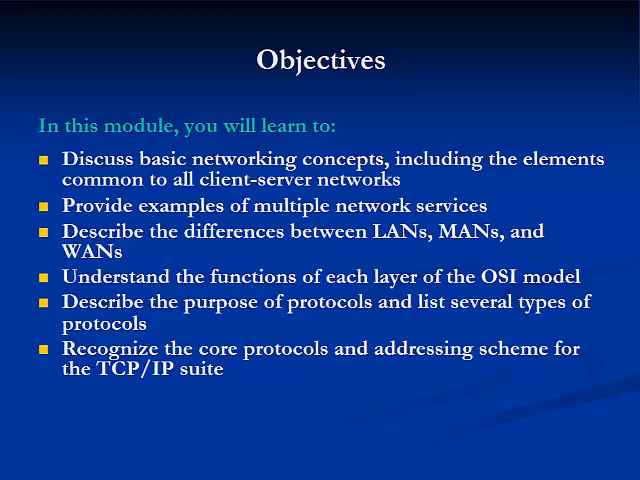 Objectives
In this module, you will learn to:
Discuss basic networking concepts, including the elements
common to all client-server networks
Provide examples of multiple network services
Describe the differences between LANs, MANs, and
WANs
Understand the functions of each layer of the OSI model
Describe the purpose of protocols and list several types of
protocols
Recognize the core protocols and addressing scheme for
the TCP/IP suite